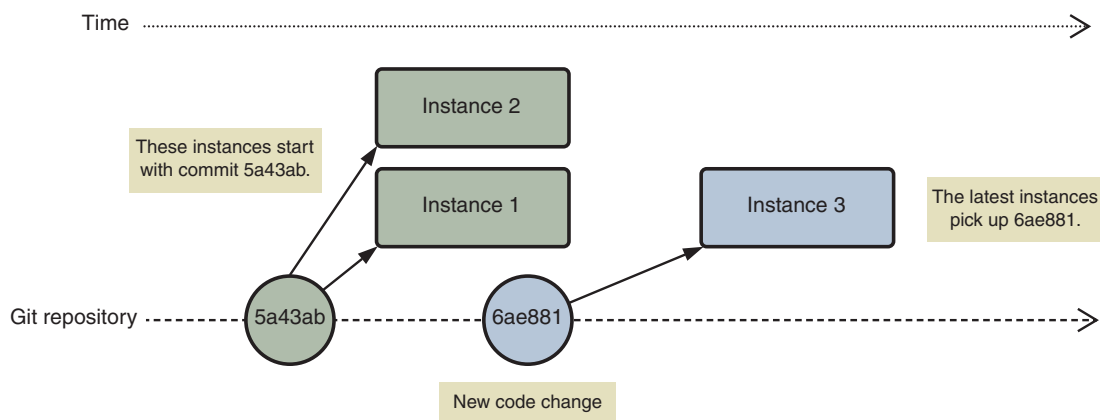 Time
Instance 2
These instances start
with commit 5a43ab.
Instance 1
Instance 3
The latest instances
pick up 6ae881.
Git repository
5a43ab
6ae881
New code change